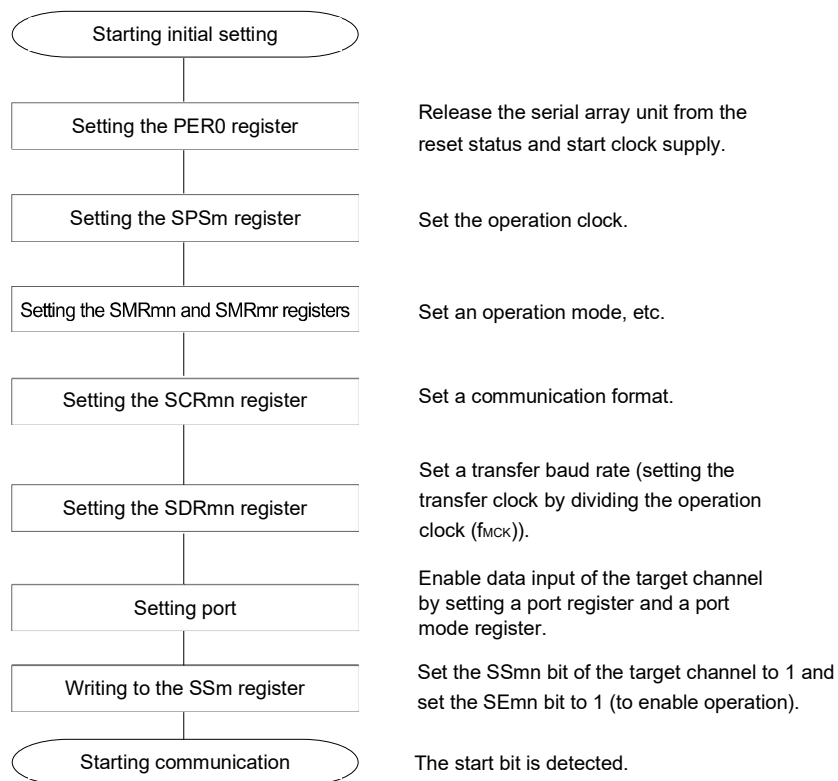 Starting initial setting
Setting the PER0 register
Release the serial array unit from the
reset status and start clock supply.
Setting the SPSm register
Set the operation clock.
Setting the SMRmn and SMRmr registers
Set an operation mode, etc.
Setting the SCRmn register
Set a communication format.
Setting the SDRmn register
Set a transfer baud rate (setting the
transfer clock by dividing the operation
clock (fMCK)).
Setting port
Enable data input of the target channel
by setting a port register and a port
mode register.
Writing to the SSm register
Set the SSmn bit of the target channel to 1 and
set the SEmn bit to 1 (to enable operation).
Starting communication
The start bit is detected.